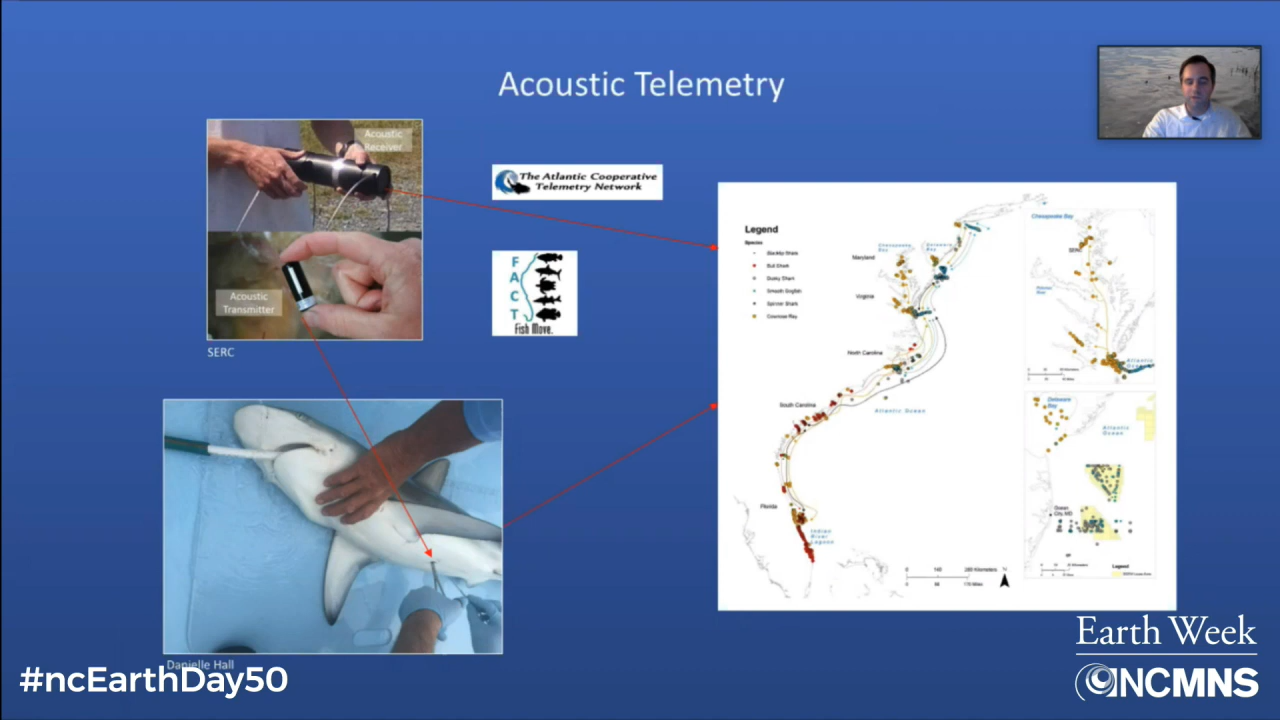 Acoustic Telemetry
Acoustic
Receiver
Acoustic
Transmitter
SERC
The Atlantic Cooperative
Telemetry Network
F
A
C
T
Fish Move.
Danielle Hall
Legend
Species
Blacktip Shark
Bull Shark
Dusky Shark
Smooth Dogfish
Spinner Shark
Cownose Ray
Chesapeake
Bay
Delaware
Bay
Maryland
Virginia
North Carolina
South Carolina
Atlantic Ocean
Florida
Indian
River
Lagoon
Chesapeake Bay
SERC
Atlantic
Delaware
Bay
Atlantic
Ocean
Ocean
City, MD
Legend
#ncEarthDay50
Earth Week
NCMNS